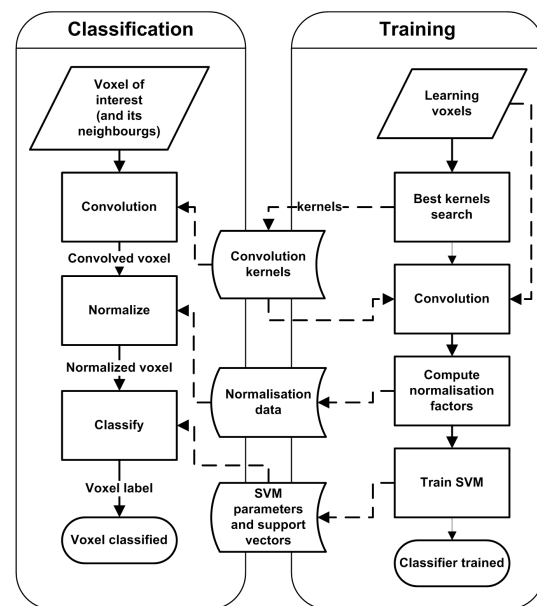 Classification
Training
Voxel of
interest
(and its
neighbourgs)
Learning
voxels
Convolution
kernels
Best kernels
search
Convolved voxel
Convolution
kernels
Convolution
Normalize
Normalized voxel
Normalisation
data
Compute
normalisation
factors
Classify
Voxel label
SVM
parameters
and support
vectors
Train SVM
Voxel classified
Classifier trained